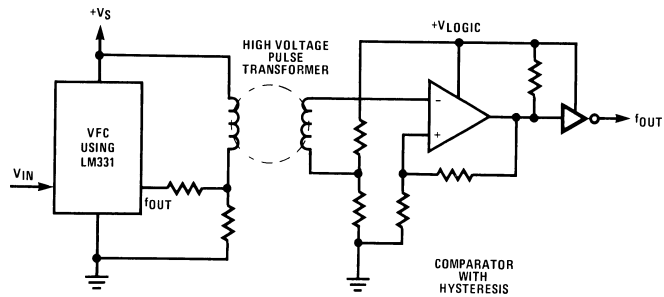 +VS
+VLOGIC
HIGH VOLTAGE
PULSE
TRANSFORMER
VFC
USING
LM331
VIN
fOUT
−
+
fOUT
COMPARATOR
WITH
HYSTERESIS